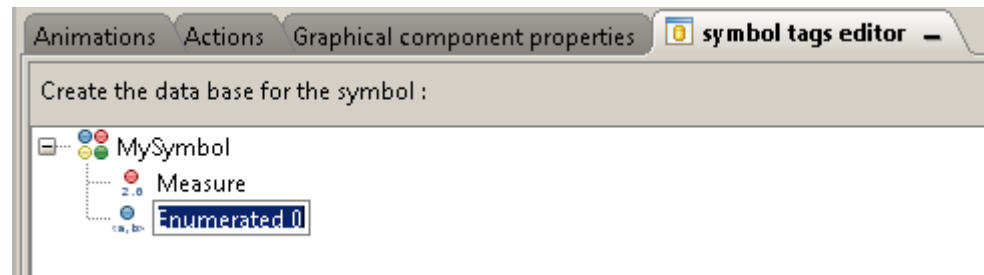 Animations Actions Graphical component properties symbol tags editor
Create the data base for the symbol :
MySymbol
2.0 Measure
<a,b> Enumerated 0